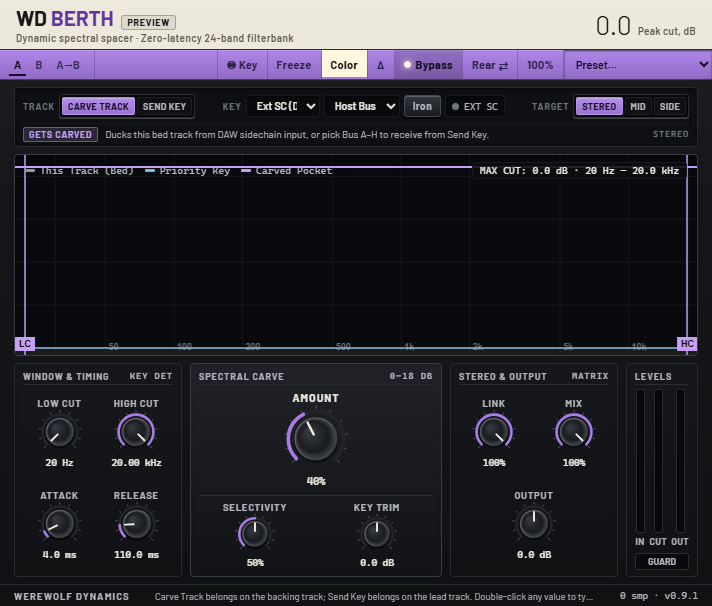 WD BERTH PREVIEW
Dynamic spectral spacer · Zero-latency 24-band filterbank
0.0 Peak cut, dB
A B A→B Key Freeze Color Δ Bypass Rear ⇄ 100% Preset...
TRACK CARVE TRACK SEND KEY KEY Ext SC (D Host Bus Iron EXT SC TARGET STEREO MID SIDE
GETS CARVED Ducks this bed track from DAW sidechain input, or pick Bus A–H to receive from Send Key. STEREO
This Track (Bed) Priority Key Carved Pocket MAX CUT: 0.0 dB · 20 Hz — 20.0 kHz
LC 50 100 200 500 1k 2k 5k 10k HC
WINDOW & TIMING KEY DET
LOW CUT HIGH CUT
20 Hz 20.00 kHz
ATTACK RELEASE
4.0 ms 110.0 ms
SPECTRAL CARVE 0–18 DB
AMOUNT
40%
SELECTIVITY KEY TRIM
50% 0.0 dB
STEREO & OUTPUT MATRIX
LINK MIX
100% 100%
OUTPUT
0.0 dB
LEVELS
IN CUT OUT
GUARD
WEREWOLF DYNAMICS Carve Track belongs on the backing track; Send Key belongs on the lead track. Double-click any value to ty... 0 smp · v0.9.1